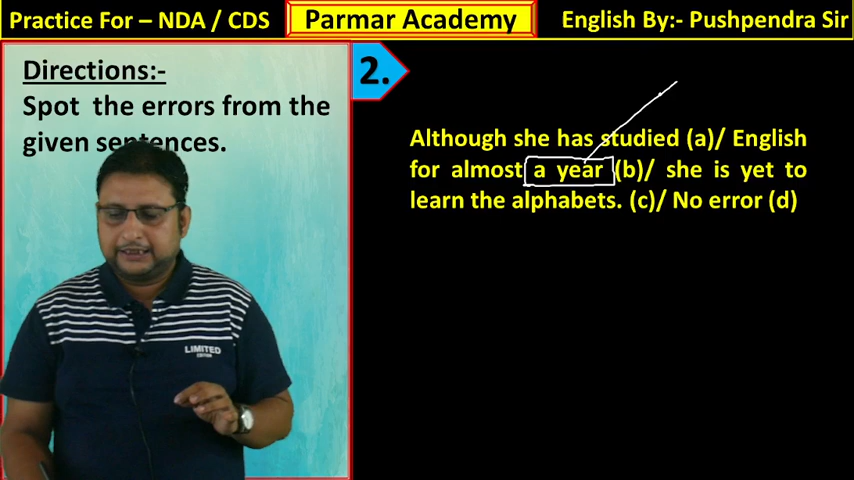 Practice For – NDA / CDS
Parmar Academy
English By:- Pushpendra Sir
Directions:-
Spot the errors from the
given sentences.
2.
Although she has studied (a)/ English
for almost a year (b)/ she is yet to
learn the alphabets. (c)/ No error (d)
LIMITED
EDITION